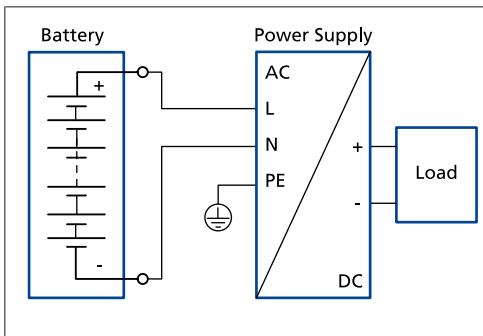 Battery
Power Supply
+
-
AC
L
N
PE
+
-
DC
Load